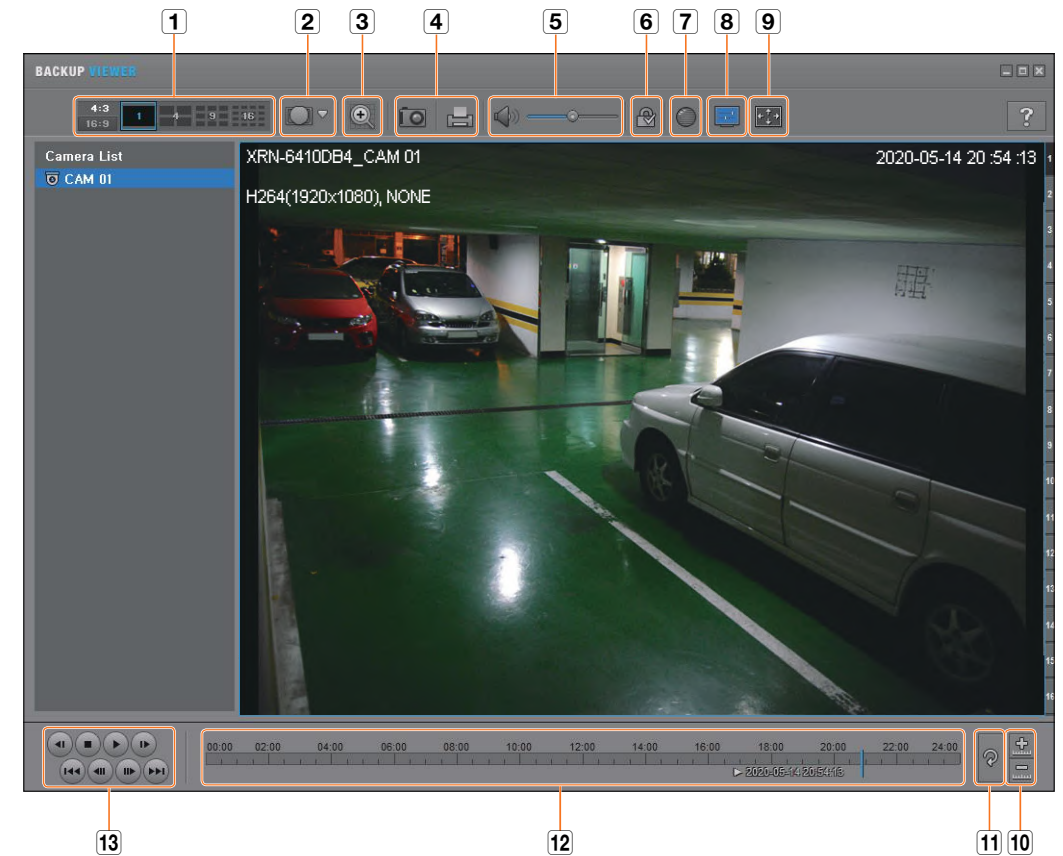 1 2 3 4 5 6 7 8 9
BACKUP VIEWER
4:3
16:9
1 4 9 16
?
Camera List
CAM 01
XRN-6410DB4_CAM 01
2020-05-14 20 :54 :13
H264(1920x1080), NONE
1
2
3
4
5
6
7
8
9
10
11
12
13
14
15
16
00:00 02:00 04:00 06:00 08:00 10:00 12:00 14:00 16:00 18:00 20:00 22:00 24:00
2020-05-14 20:54:13
13 12 11 10